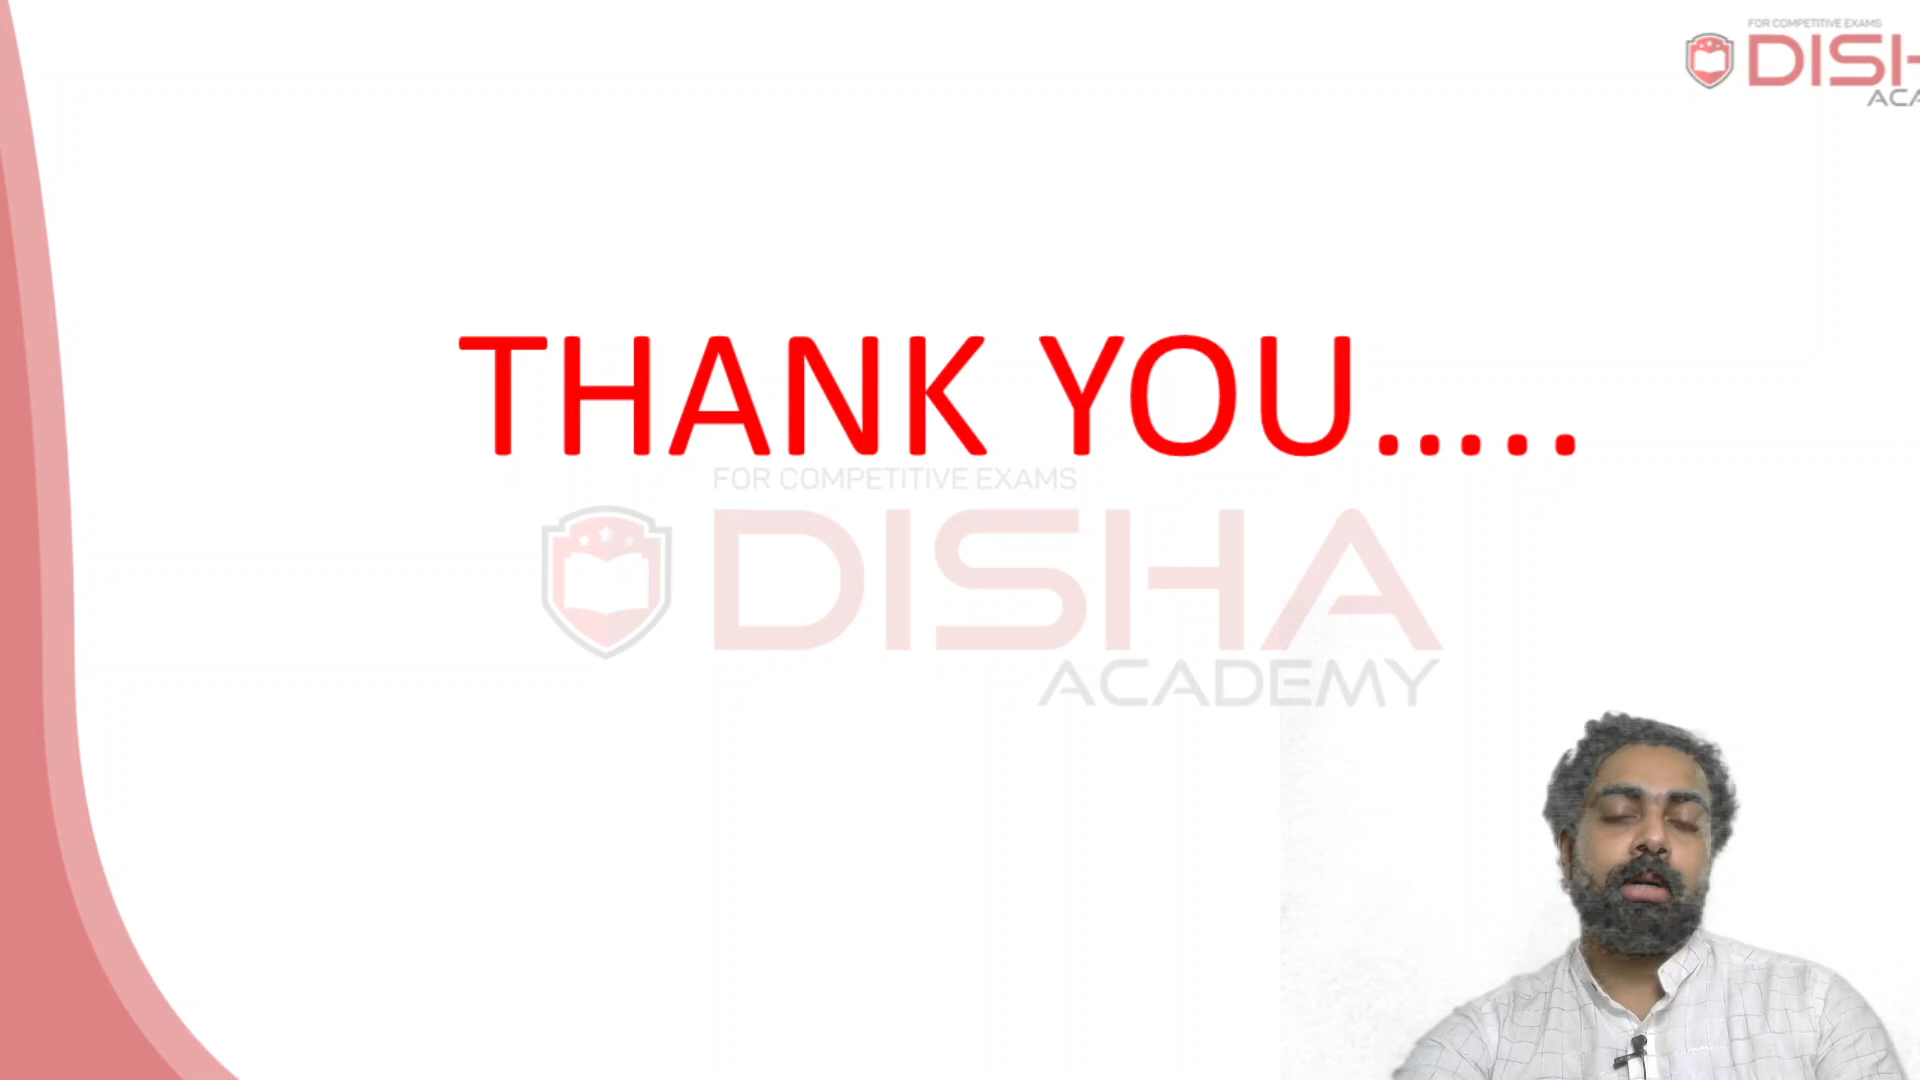 FOR COMPETITIVE EXAMS
DISH
ACA
THANK YOU.....
FOR COMPETITIVE EXAMS
DISHA
ACADEMY